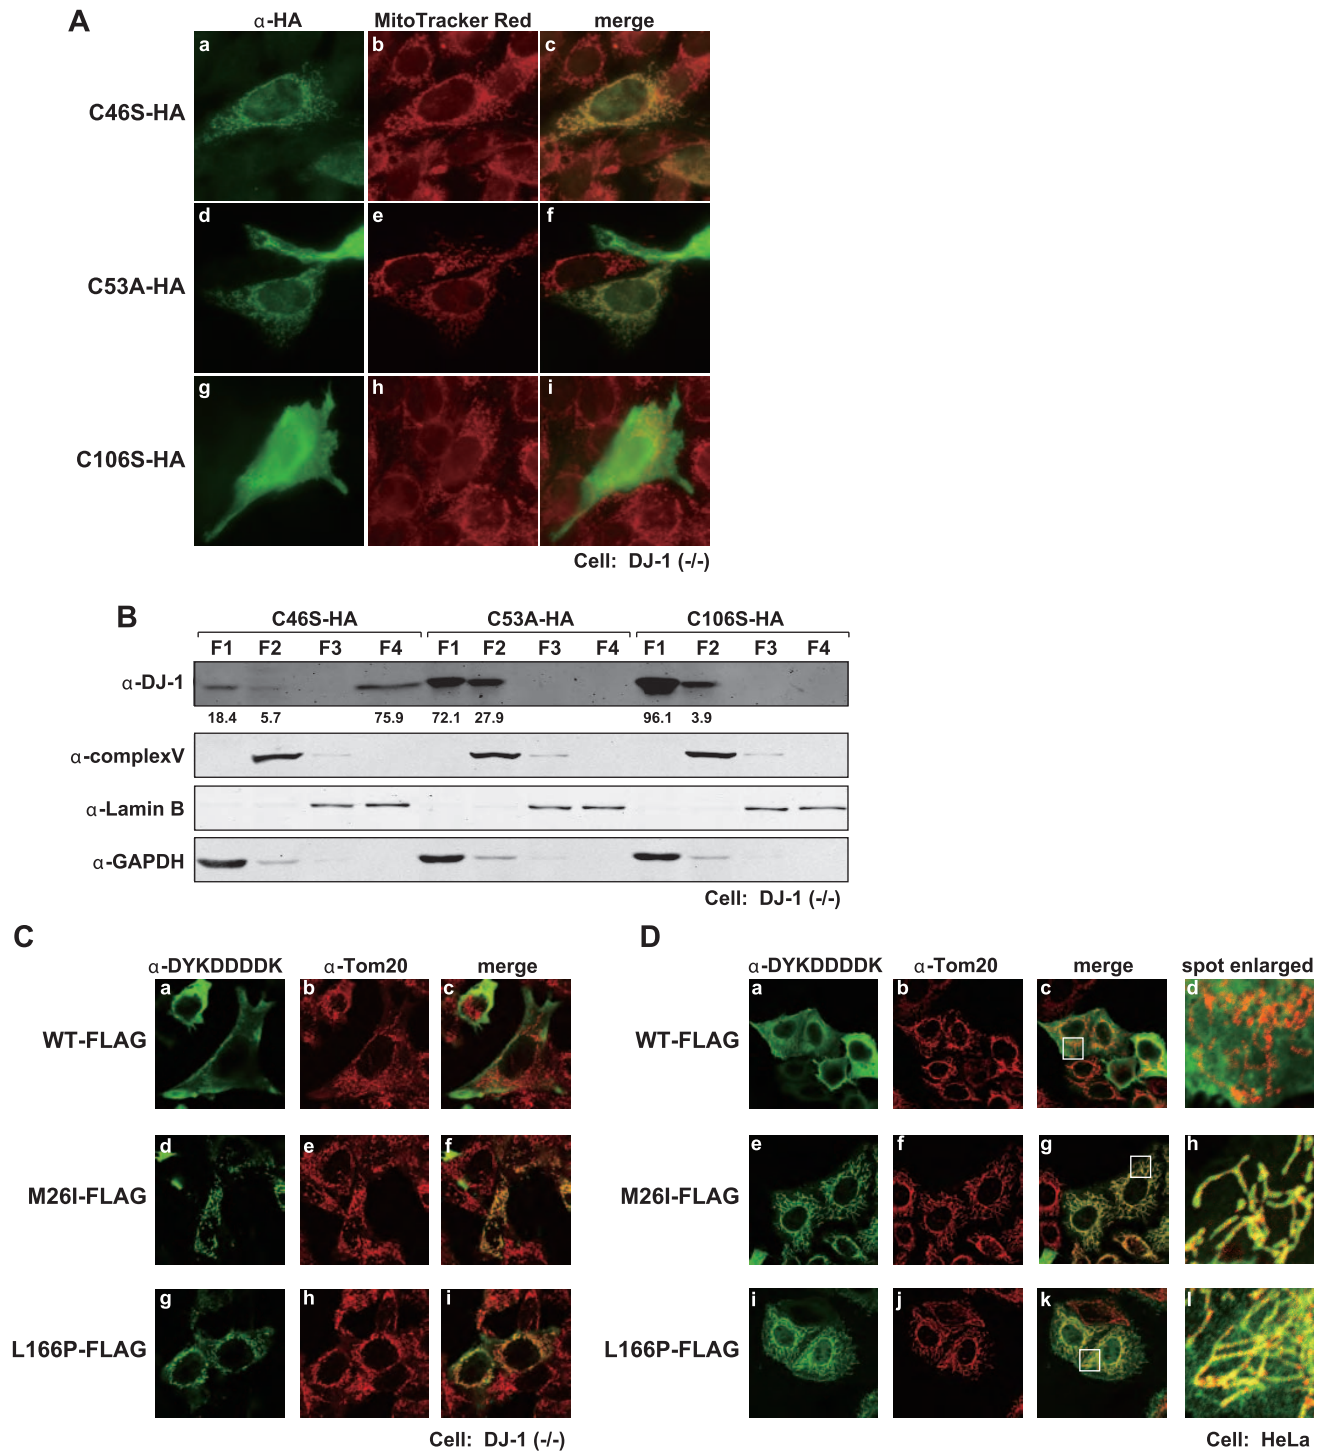 A
α-HA MitoTracker Red merge
a b c
C46S-HA
d e f
C53A-HA
g h i
C106S-HA
Cell: DJ-1 (-/-)
B
C46S-HA C53A-HA C106S-HA
F1 F2 F3 F4 F1 F2 F3 F4 F1 F2 F3 F4
α-DJ-1
18.4 5.7 75.9 72.1 27.9 96.1 3.9
α-complexV
α-Lamin B
α-GAPDH
Cell: DJ-1 (-/-)
C
α-DYKDDDDK α-Tom20 merge
a b c
WT-FLAG
d e f
M26I-FLAG
g h i
L166P-FLAG
Cell: DJ-1 (-/-)
D
α-DYKDDDDK α-Tom20 merge spot enlarged
a b c d
WT-FLAG
e f g h
M26I-FLAG
i j k l
L166P-FLAG
Cell: HeLa